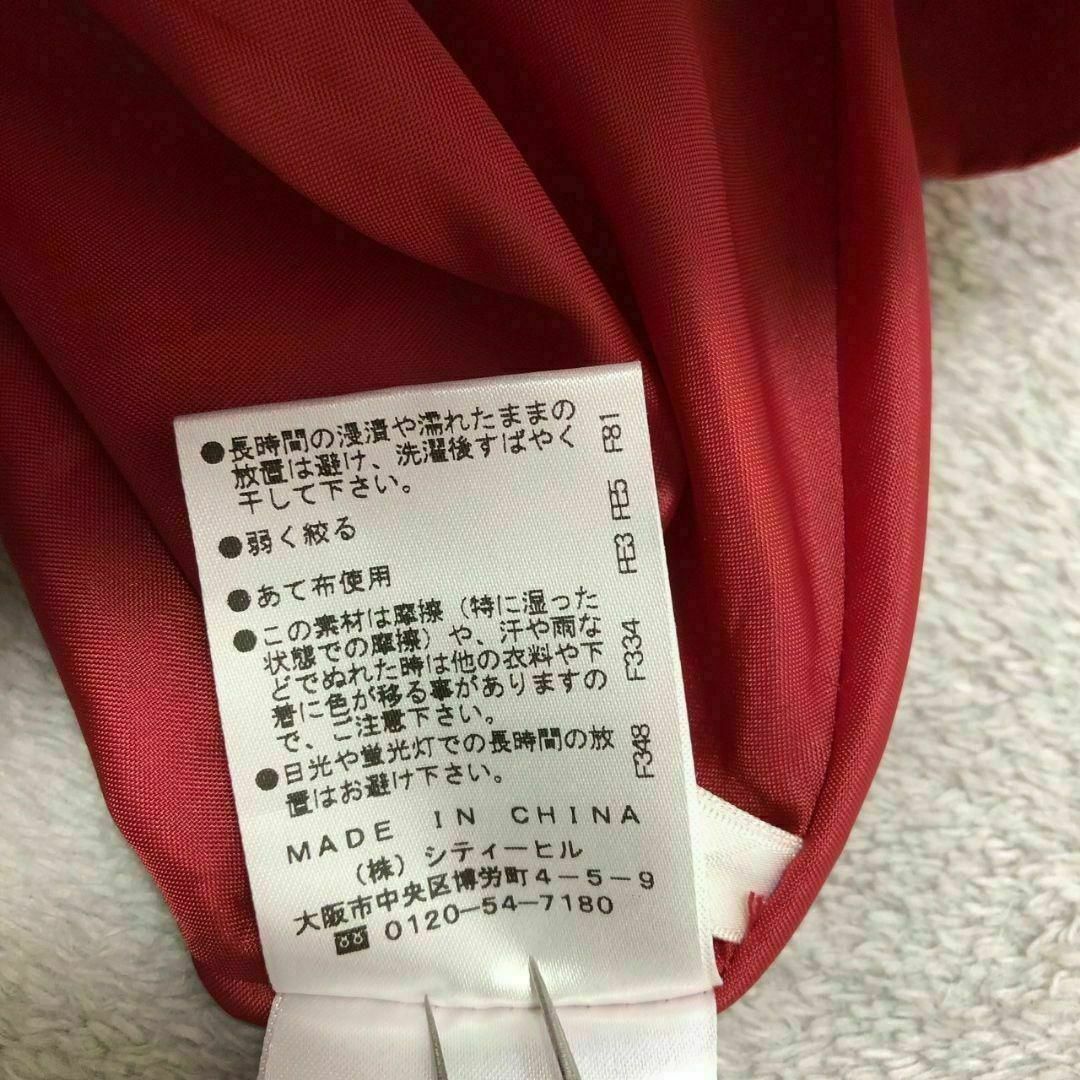 ●長時間の浸漬や濡れたままの
放置は避け、洗濯後すばやく
干して下さい。
●弱く絞る
●あて布使用
●この素材は摩擦（特に湿った
状態での摩擦）や、汗や雨な
どでぬれた時は他の衣料や下
着に色が移る事がありますの
で、ご注意下さい。
●日光や蛍光灯での長時間の放
置はお避け下さい。
MADE IN CHINA
（株）シティーヒル
大阪市中央区博労町4-5-9
0120-54-7180
F81
FE5
FE3
F334
F348